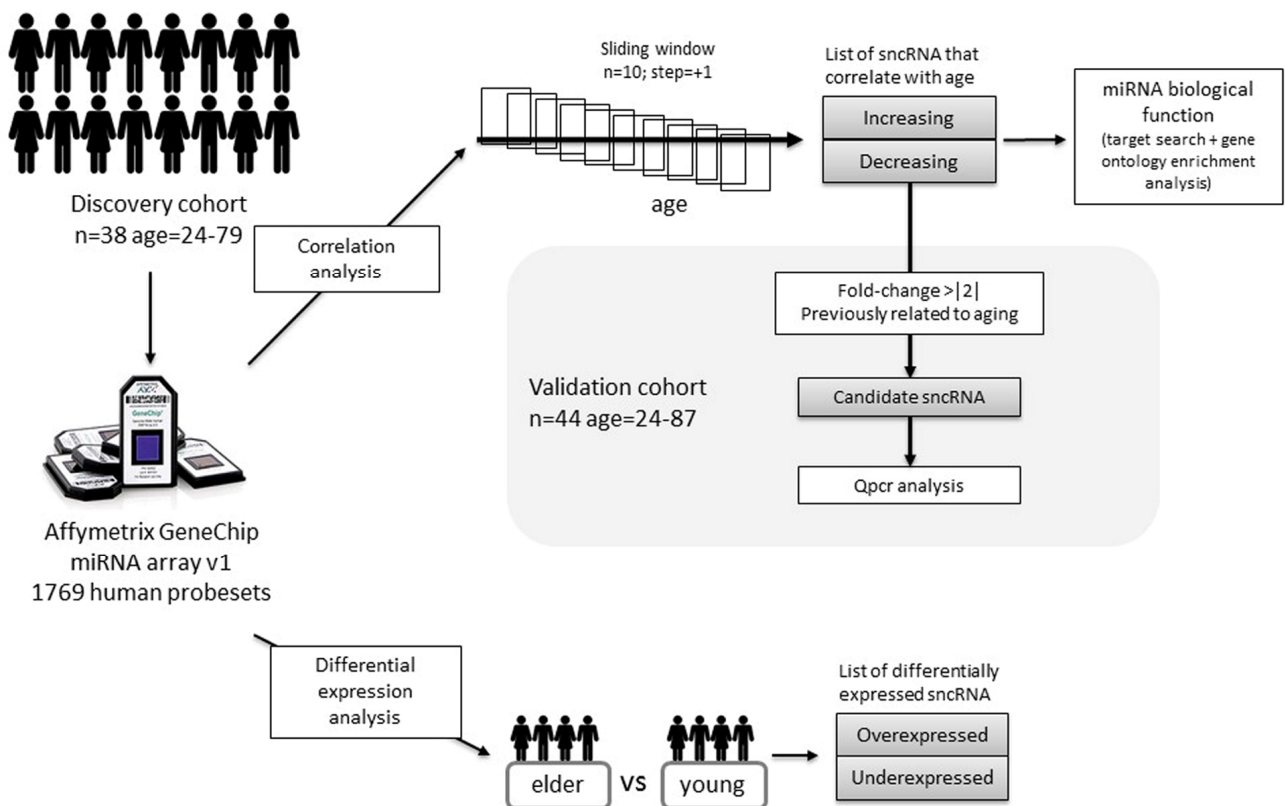 Discovery cohort
n=38 age=24-79
Correlation
analysis
Sliding window
n=10; step=+1
age
List of sncRNA that
correlate with age
Increasing
Decreasing
miRNA biological
function
(target search + gene
ontology enrichment
analysis)
Fold-change >|2|
Previously related to aging
Validation cohort
n=44 age=24-87
Candidate sncRNA
Qpcr analysis
GeneChip
Affymetrix GeneChip
miRNA array v1
1769 human probesets
Differential
expression
analysis
elder
vs
young
List of differentially
expressed sncRNA
Overexpressed
Underexpressed